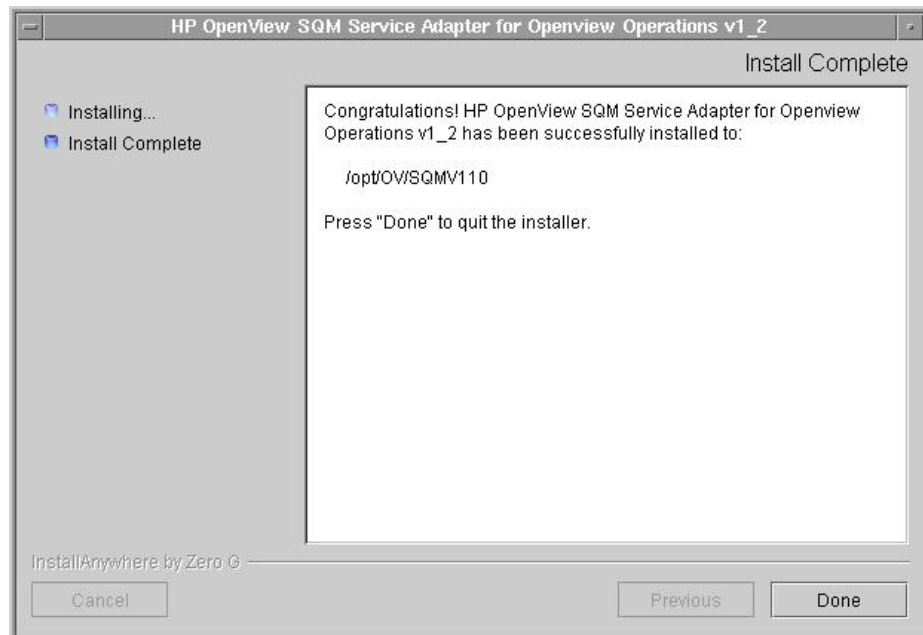 HP OpenView SQM Service Adapter for Openview Operations v1_2
Install Complete
Installing...
Install Complete
Congratulations! HP OpenView SQM Service Adapter for Openview
Operations v1_2 has been successfully installed to:
/opt/OV/SQMV110
Press "Done" to quit the installer.
InstallAnywhere by Zero G
Cancel
Previous
Done